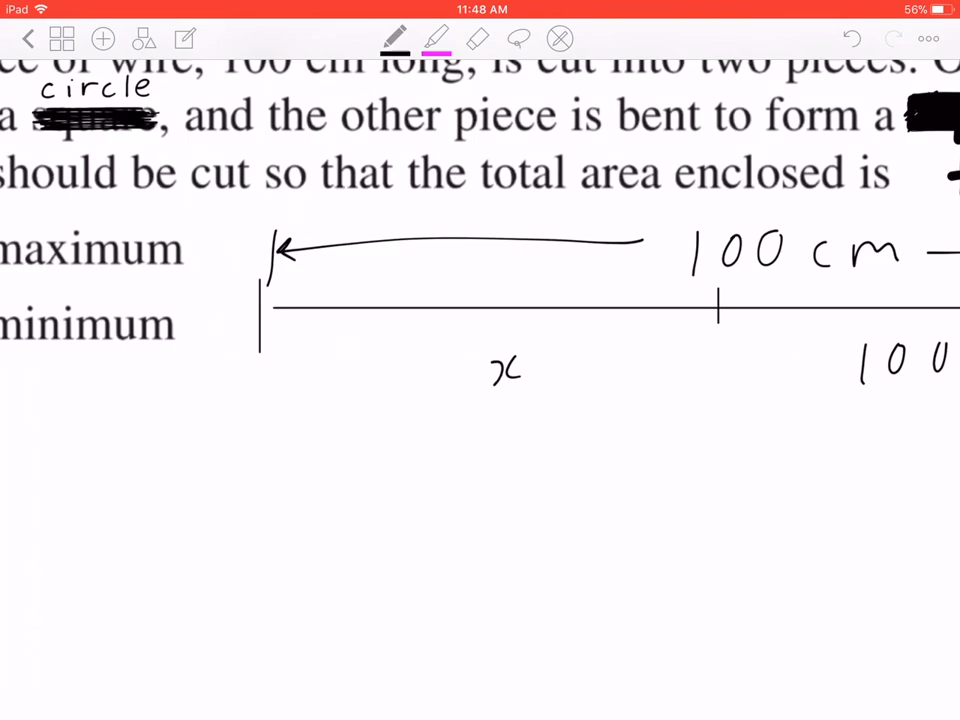 iPad 11:48 AM 56%
ce of wire, 100 cm long, is cut into two pieces.
circle
a square, and the other piece is bent to form a
should be cut so that the total area enclosed is
maximum 100 cm
minimum
x 100